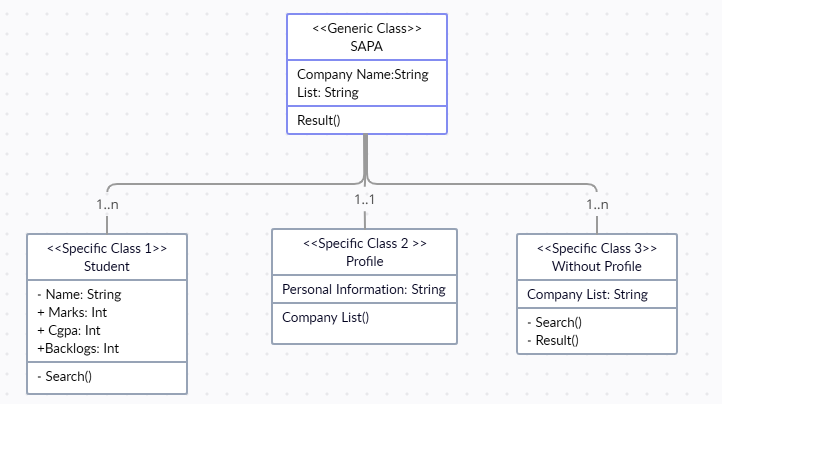 <<Generic Class>>
SAPA
Company Name:String
List: String
Result()
1..n
1..1
1..n
<<Specific Class 1>>
Student
- Name: String
+ Marks: Int
+ Cgpa: Int
+Backlogs: Int
- Search()
<<Specific Class 2 >>
Profile
Personal Information: String
Company List()
<<Specific Class 3>>
Without Profile
Company List: String
- Search()
- Result()